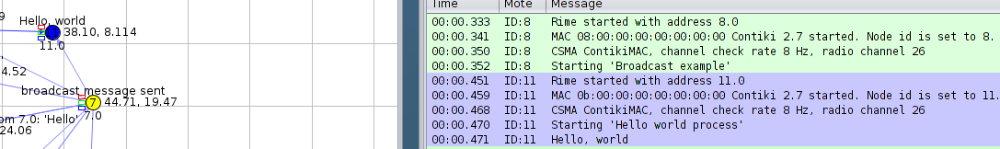 Hello, world
38.10, 8.114
11.0
4.52
broadcast message sent
7
44.71, 19.47
7.0
om 7.0: 'Hello'
24.06
Time Mote Message
00:00.333 ID:8 Rime started with address 8.0
00:00.341 ID:8 MAC 08:00:00:00:00:00:00:00 Contiki 2.7 started. Node id is set to 8.
00:00.350 ID:8 CSMA ContikiMAC, channel check rate 8 Hz, radio channel 26
00:00.352 ID:8 Starting 'Broadcast example'
00:00.451 ID:11 Rime started with address 11.0
00:00.459 ID:11 MAC 0b:00:00:00:00:00:00:00 Contiki 2.7 started. Node id is set to 11.
00:00.468 ID:11 CSMA ContikiMAC, channel check rate 8 Hz, radio channel 26
00:00.470 ID:11 Starting 'Hello world process'
00:00.471 ID:11 Hello, world